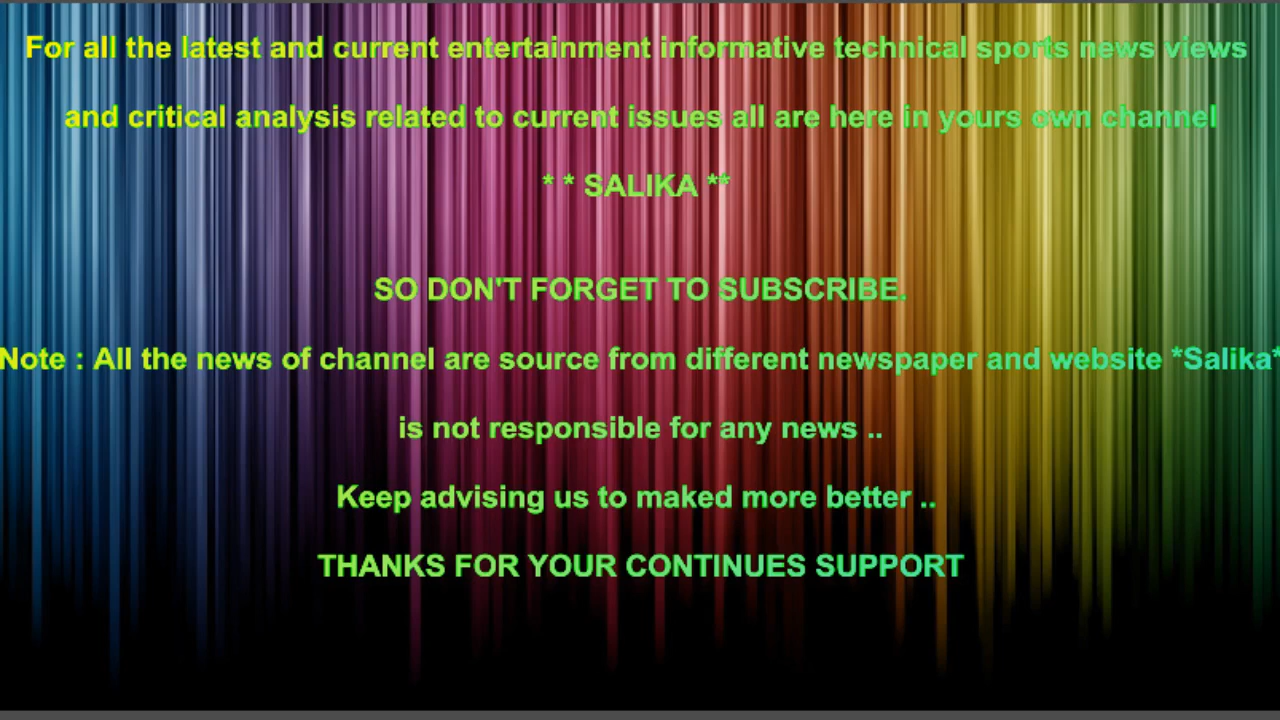 For all the latest and current entertainment informative technical sports news views
and critical analysis related to current issues all are here in yours own channel
* * SALIKA **
SO DON'T FORGET TO SUBSCRIBE.
Note : All the news of channel are source from different newspaper and website *Salika*
is not responsible for any news ..
Keep advising us to maked more better ..
THANKS FOR YOUR CONTINUES SUPPORT